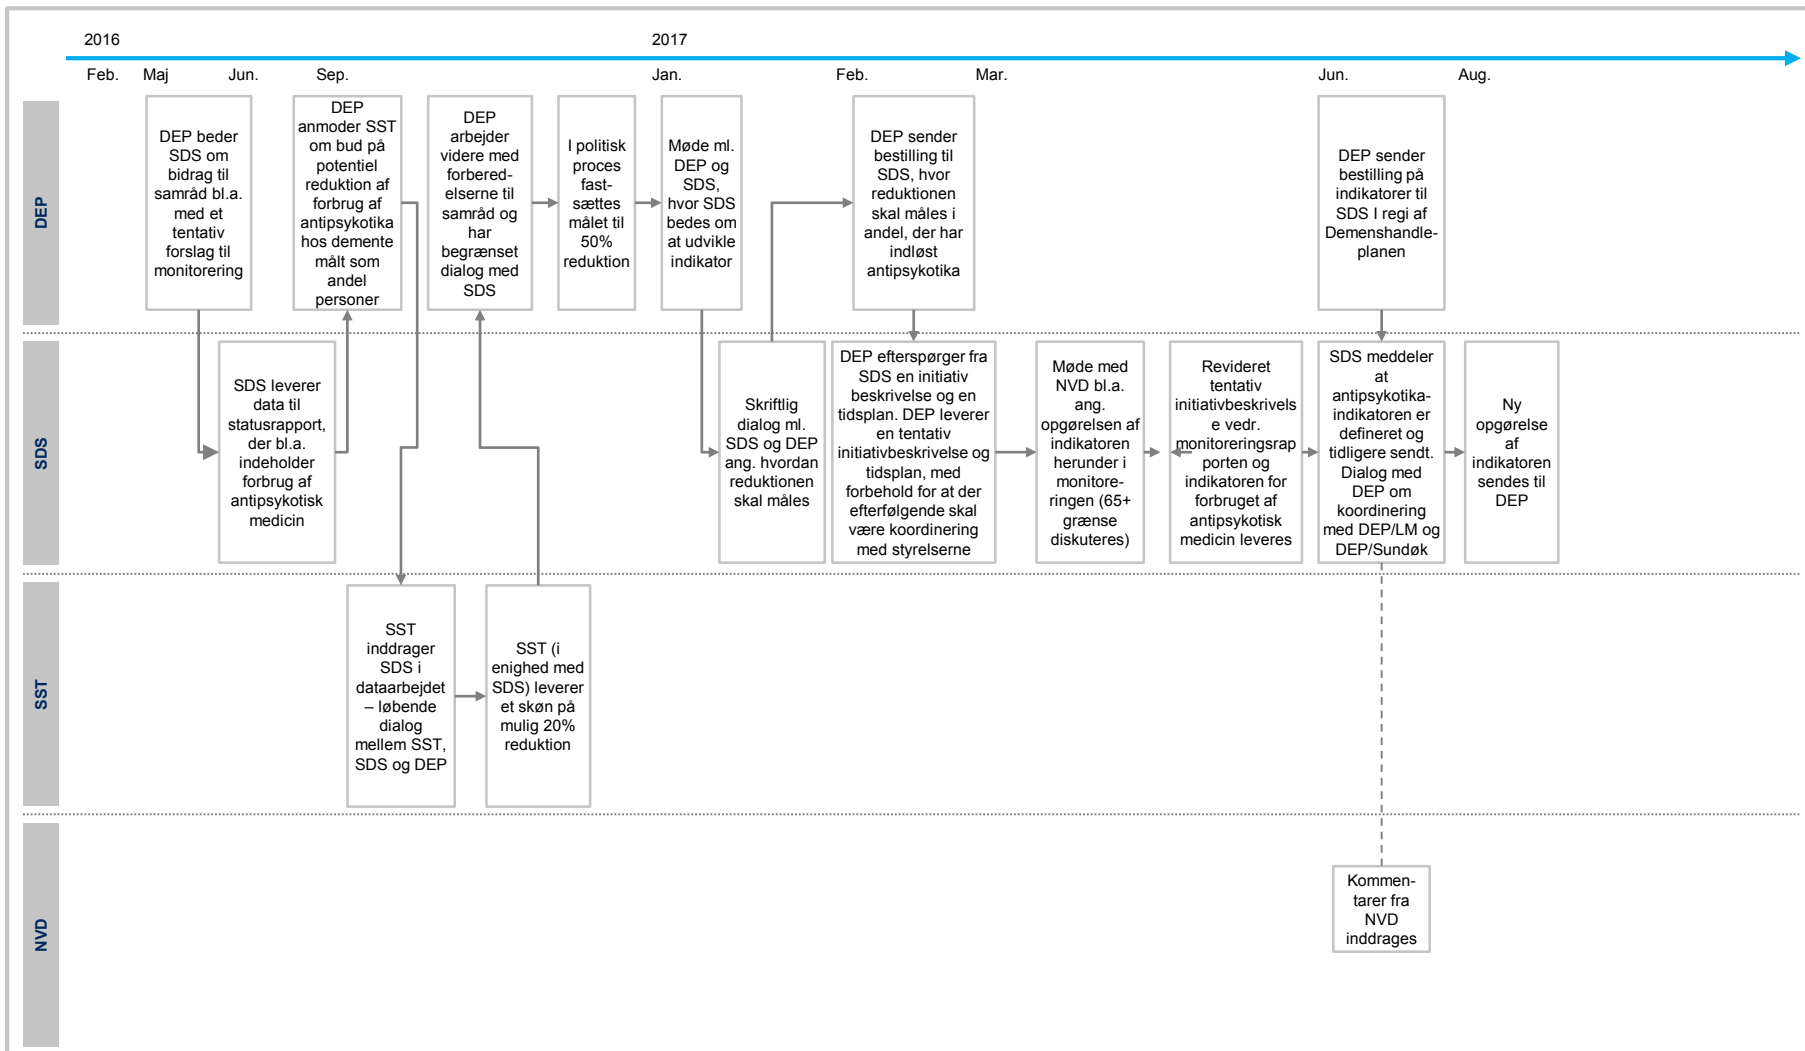 2016
2017
Feb.
Maj
Jun.
Sep.
Jan.
Feb.
Mar.
Jun.
Aug.
DEP
DEP beder
SDS om
bidrag til
samråd bl.a.
med et
tentativ
forslag til
monitorering
DEP
anmoder SST
om bud på
potentiel
reduktion af
forbrug af
antipsykotika
hos demente
målt som
andel
personer
DEP
arbejder
videre med
forbered-
elserne til
samråd og
har
begrænset
dialog med
SDS
I politisk
proces
fast-
sættes
målet til
50%
reduktion
Møde ml.
DEP og
SDS,
hvor SDS
bedes om
at udvikle
indikator
DEP sender
bestilling til
SDS, hvor
reduktionen
skal måles i
andel, der har
indløst
antipsykotika
DEP sender
bestilling på
indikatorer til
SDS I regi af
Demenshandle-
planen
SDS
SDS leverer
data til
statusrapport,
der bl.a.
indeholder
forbrug af
antipsykotisk
medicin
Skriftlig
dialog ml.
SDS og DEP
ang. hvordan
reduktionen
skal måles
DEP efterspørger fra
SDS en initiativ
beskrivelse og en
tidsplan. DEP leverer
en tentativ
initiativbeskrivelse og
tidsplan, med
forbehold for at der
efterfølgende skal
være koordinering
med styrelserne
Møde med
NVD bl.a.
ang.
opgørelsen af
indikatoren
herunder i
monitore-
ringen (65+
grænse
diskuteres)
Revideret
tentativ
initiativbeskrivels
e vedr.
monitoreringsrap
porten og
indikatoren for
forbruget af
antipsykotisk
medicin leveres
SDS meddeler
at
antipsykotika-
indikatoren er
defineret og
tidligere sendt.
Dialog med
DEP om
koordinering
med DEP/LM og
DEP/Sundøk
Ny
opgørelse
af
indikatoren
sendes til
DEP
SST
SST
inddrager
SDS i
dataarbejdet
– løbende
dialog
mellem SST,
SDS og DEP
SST (i
enighed med
SDS) leverer
et skøn på
mulig 20%
reduktion
NVD
Kommen-
tarer fra
NVD
inddrages